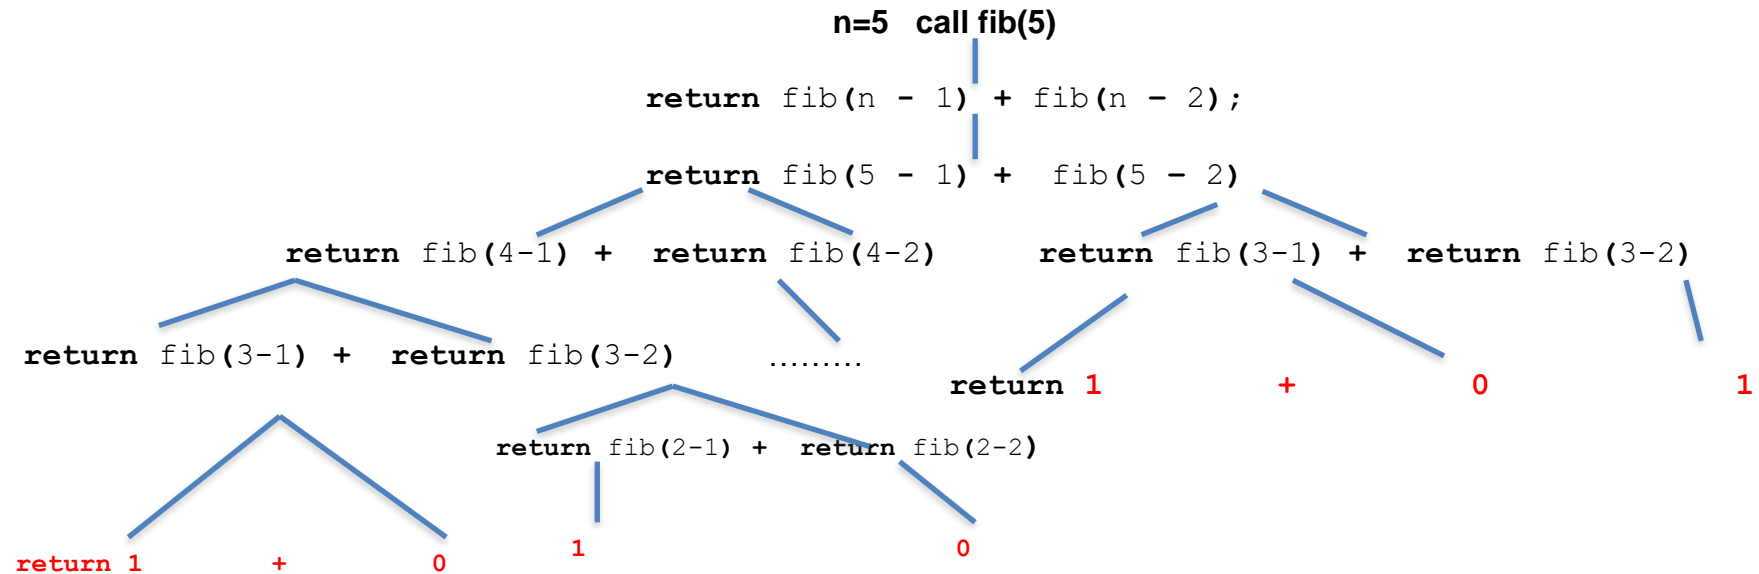 n=5 call fib(5)
return fib(n - 1) + fib(n – 2);
return fib(5 - 1) + fib(5 – 2)
return fib(4-1) + return fib(4-2) return fib(3-1) + return fib(3-2)
return fib(3-1) + return fib(3-2) .........
return 1 + 0 1
return fib(2-1) + return fib(2-2)
1 0
return 1 + 0